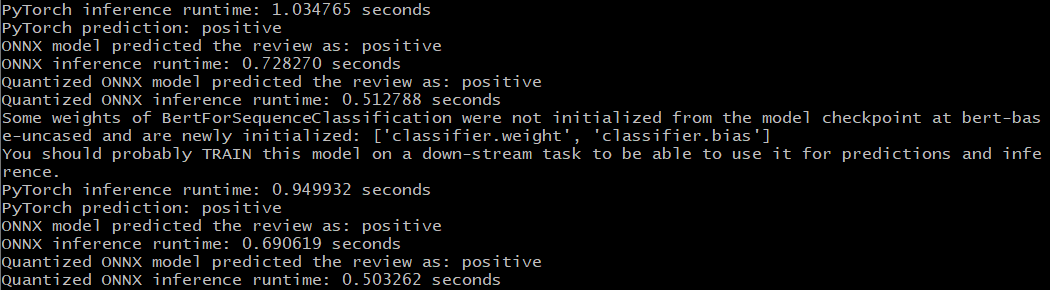 PyTorch inference runtime: 1.034765 seconds
PyTorch prediction: positive
ONNX model predicted the review as: positive
ONNX inference runtime: 0.728270 seconds
Quantized ONNX model predicted the review as: positive
Quantized ONNX inference runtime: 0.512788 seconds
Some weights of BertForSequenceClassification were not initialized from the model checkpoint at bert-bas
e-uncased and are newly initialized: ['classifier.weight', 'classifier.bias']
You should probably TRAIN this model on a down-stream task to be able to use it for predictions and infe
rence.
PyTorch inference runtime: 0.949932 seconds
PyTorch prediction: positive
ONNX model predicted the review as: positive
ONNX inference runtime: 0.690619 seconds
Quantized ONNX model predicted the review as: positive
Quantized ONNX inference runtime: 0.503262 seconds